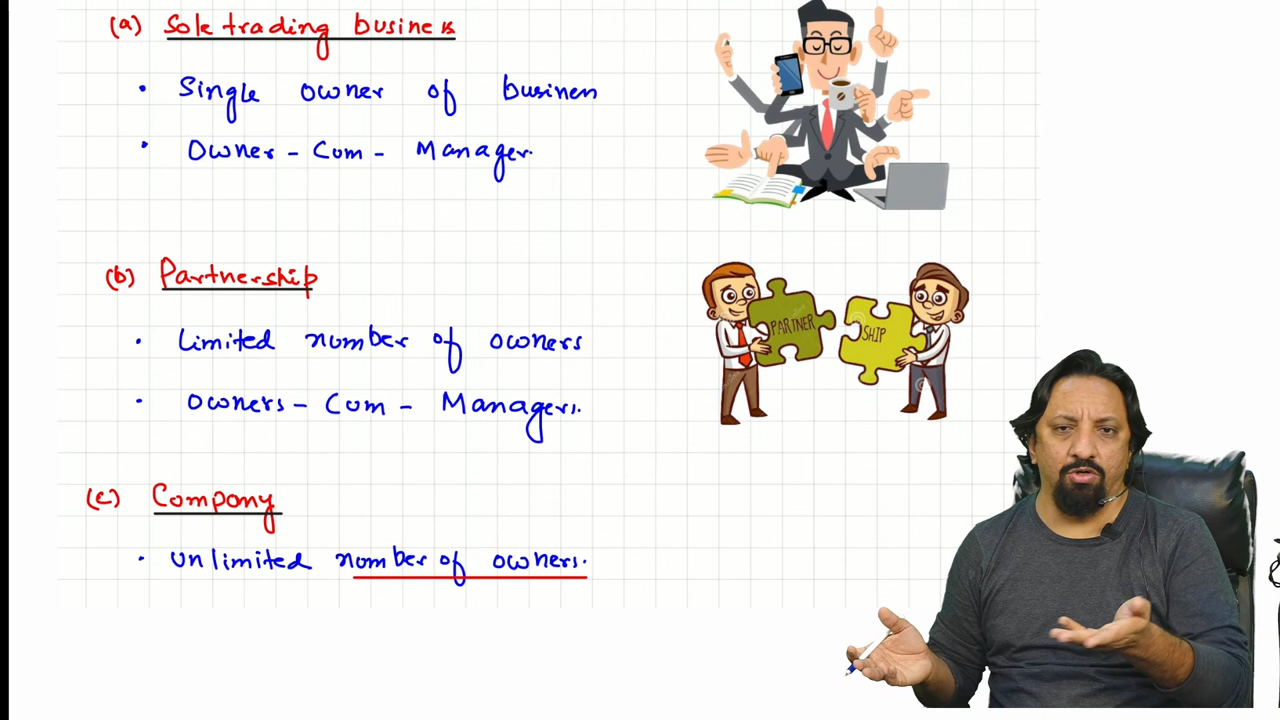 (a) Sole trading business
• Single owner of business
• Owner - Cum - Manager.
(b) Partnership
• Limited number of owners
• Owners - Cum - Managers.
PARTNER
SHIP
(c) Company
• Unlimited number of owners.